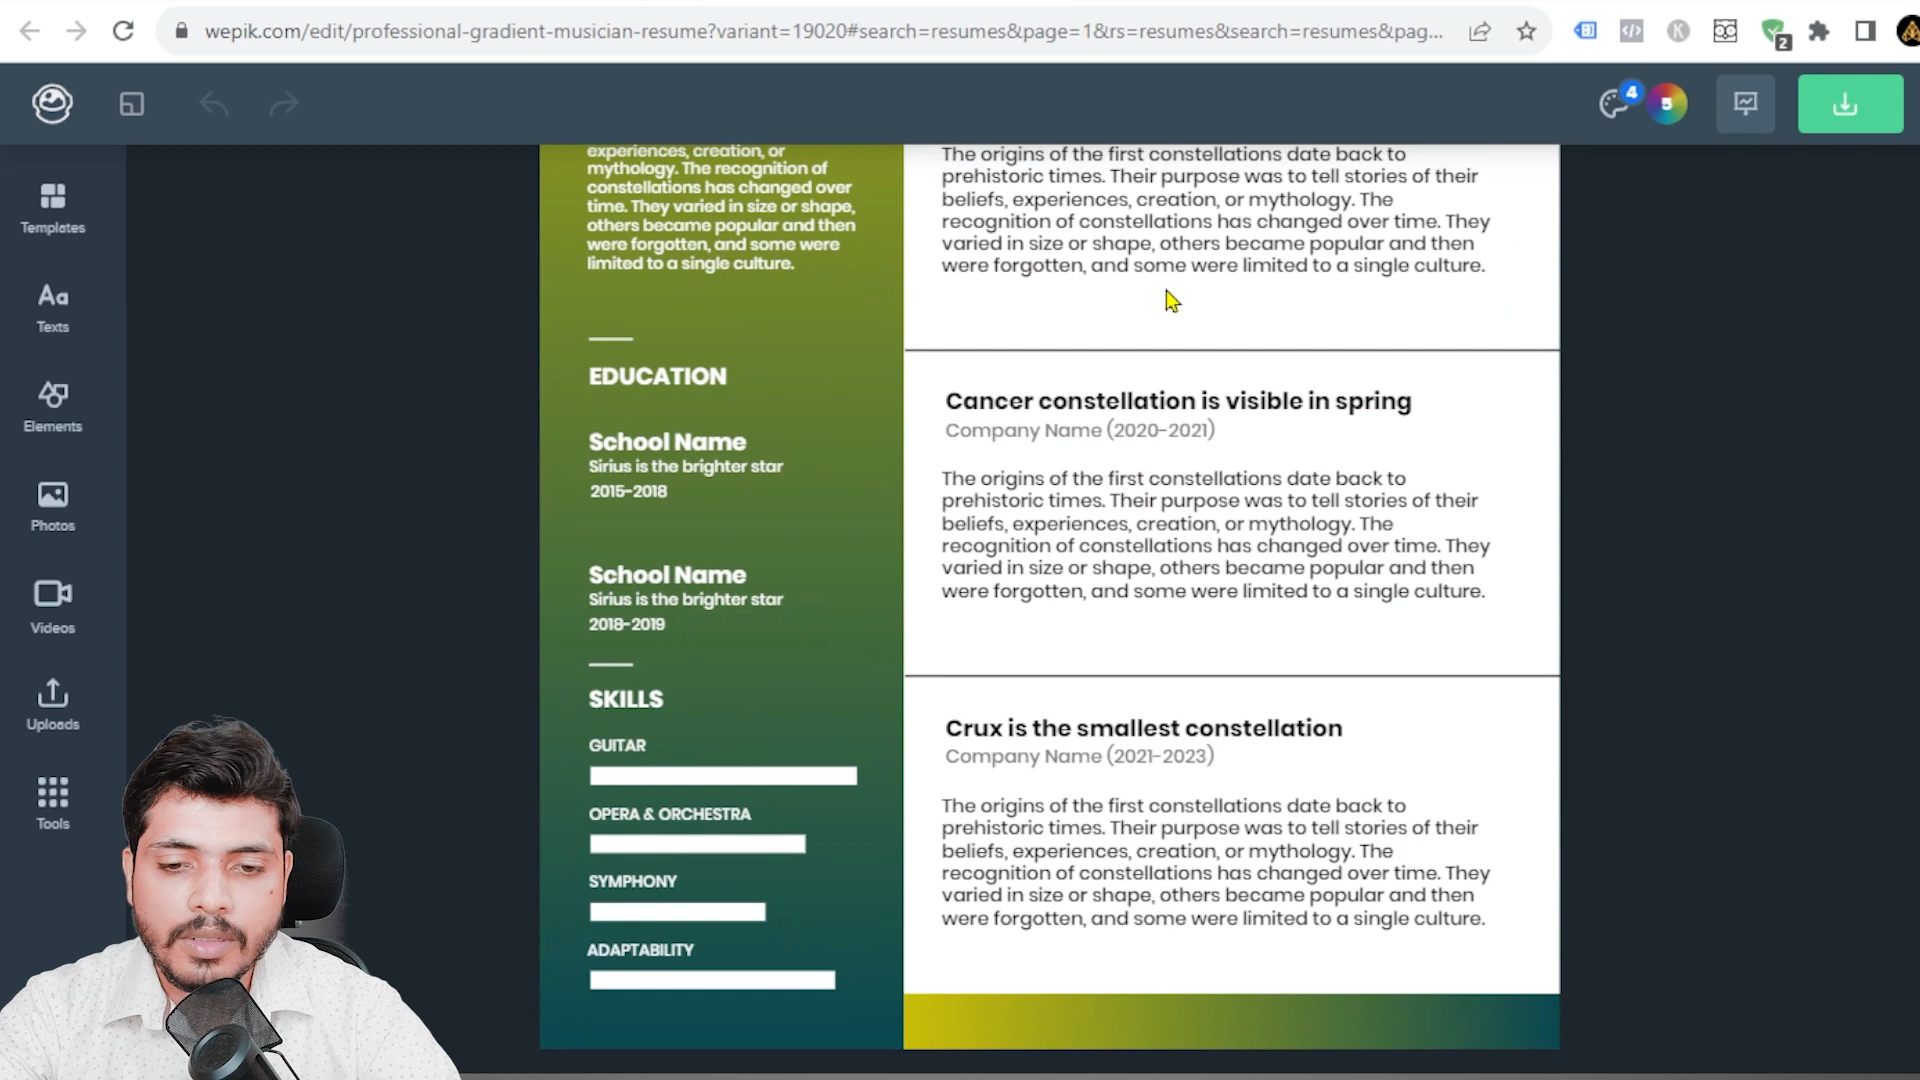 wepik.com/edit/professional-gradient-musician-resume?variant=19020#search=resumes&page=1&rs=resumes&search=resumes&pag...
2
4
5
Templates
Aa
Texts
Elements
Photos
Videos
Uploads
Tools
experiences, creation, or
mythology. The recognition of
constellations has changed over
time. They varied in size or shape,
others became popular and then
were forgotten, and some were
limited to a single culture.
EDUCATION
School Name
Sirius is the brighter star
2015-2018
School Name
Sirius is the brighter star
2018-2019
SKILLS
GUITAR
OPERA & ORCHESTRA
SYMPHONY
ADAPTABILITY
The origins of the first constellations date back to
prehistoric times. Their purpose was to tell stories of their
beliefs, experiences, creation, or mythology. The
recognition of constellations has changed over time. They
varied in size or shape, others became popular and then
were forgotten, and some were limited to a single culture.
Cancer constellation is visible in spring
Company Name (2020-2021)
The origins of the first constellations date back to
prehistoric times. Their purpose was to tell stories of their
beliefs, experiences, creation, or mythology. The
recognition of constellations has changed over time. They
varied in size or shape, others became popular and then
were forgotten, and some were limited to a single culture.
Crux is the smallest constellation
Company Name (2021-2023)
The origins of the first constellations date back to
prehistoric times. Their purpose was to tell stories of their
beliefs, experiences, creation, or mythology. The
recognition of constellations has changed over time. They
varied in size or shape, others became popular and then
were forgotten, and some were limited to a single culture.